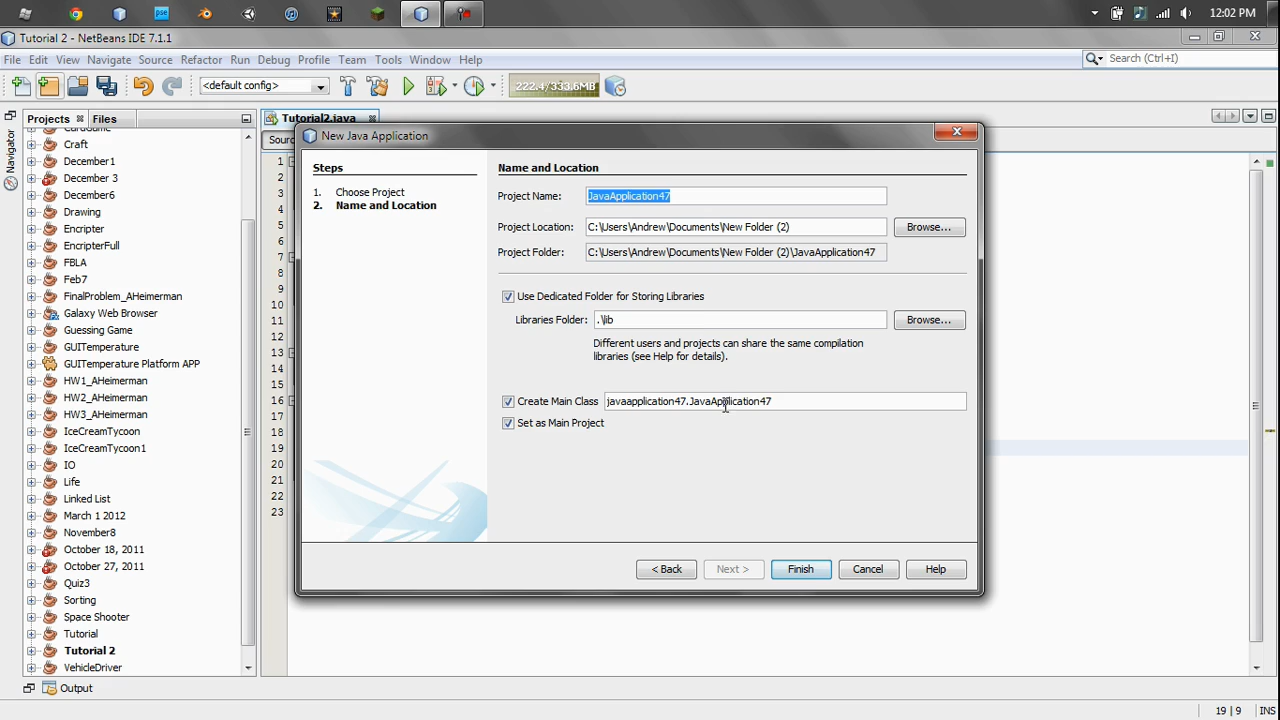 pse
12:02 PM
Tutorial 2 - NetBeans IDE 7.1.1
File Edit View Navigate Source Refactor Run Debug Profile Team Tools Window Help
Search (Ctrl+I)
<default config>
222.4/333.6MB
Projects Files
Tutorial2.java
Navigator
CardGame
Craft
December1
December 3
December6
Drawing
Encripter
EncripterFull
FBLA
Feb7
FinalProblem_AHeimerman
Galaxy Web Browser
Guessing Game
GUITemperature
GUITemperature Platform APP
HW1_AHeimerman
HW2_AHeimerman
HW3_AHeimerman
IceCreamTycoon
IceCreamTycoon1
IO
Life
Linked List
March 1 2012
November8
October 18, 2011
October 27, 2011
Quiz3
Sorting
Space Shooter
Tutorial
Tutorial 2
VehicleDriver
Output
Sourc
1
2
3
4
5
6
7
8
9
10
11
12
13
14
15
16
17
18
19
20
21
22
23
New Java Application
Steps
1. Choose Project
2. Name and Location
Name and Location
Project Name: JavaApplication47
Project Location: C:\Users\Andrew\Documents\New Folder (2) Browse...
Project Folder: C:\Users\Andrew\Documents\New Folder (2)\JavaApplication47
Use Dedicated Folder for Storing Libraries
Libraries Folder: .\lib Browse...
Different users and projects can share the same compilation
libraries (see Help for details).
Create Main Class javaapplication47.JavaApplication47
Set as Main Project
< Back Next > Finish Cancel Help
19 | 9 INS